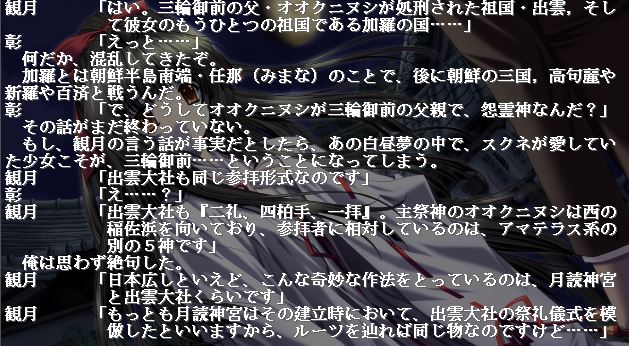 観月　　　「はい。三輪御前の父・オオクニヌシが処刑された祖国・出雲，そし
て彼女のもうひとつの祖国である加羅の国……」
彰　　　　「えっと……」
何だか、混乱してきたぞ。
加羅とは朝鮮半島南端・任那（みまな）のことで、後に朝鮮の三国，高句麗や
新羅や百済と戦うんだ。
彰　　　　「で、どうしてオオクニヌシが三輪御前の父親で、怨霊神なんだ？」
その話がまだ終わっていない。
もし、観月の言う話が事実だとしたら、あの白昼夢の中で、スクネが愛してい
た少女こそが、三輪御前……ということになってしまう。
観月　　　「出雲大社も同じ参拝形式なのです」
彰　　　　「え……？」
観月　　　「出雲大社も『二礼、四拍手、一拝』。主祭神のオオクニヌシは西の
稲佐浜を向いており、参拝者に相対しているのは、アマテラス系の
別の５神です」
俺は思わず絶句した。
観月　　　「日本広しといえど、こんな奇妙な作法をとっているのは、月読神宮
と出雲大社くらいです」
観月　　　「もっとも月読神宮はその建立時において、出雲大社の祭礼儀式を模
倣したといいますから、ルーツを辿れば同じ物なのですけど……」